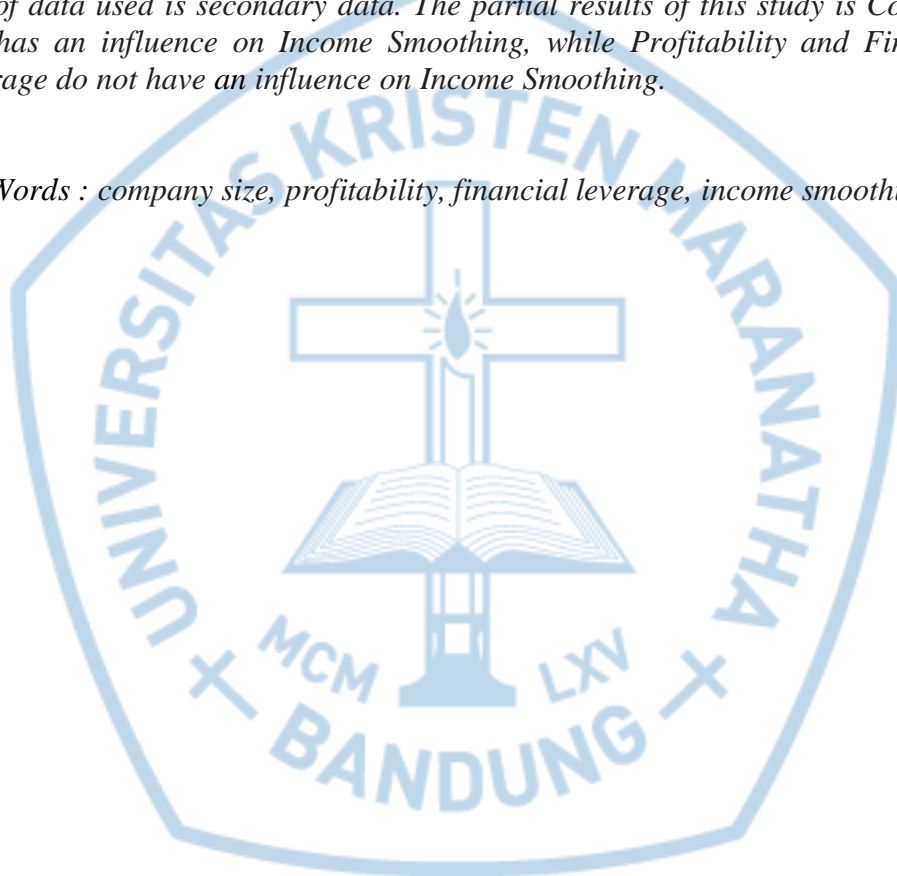 of data used is secondary data. The partial results of this study is Co
has an influence on Income Smoothing, while Profitability and Fin
rage do not have an influence on Income Smoothing.
Words : company size, profitability, financial leverage, income smoothi
UNIVERSITAS KRISTEN MARANATHA
MCM LXV
BANDUNG